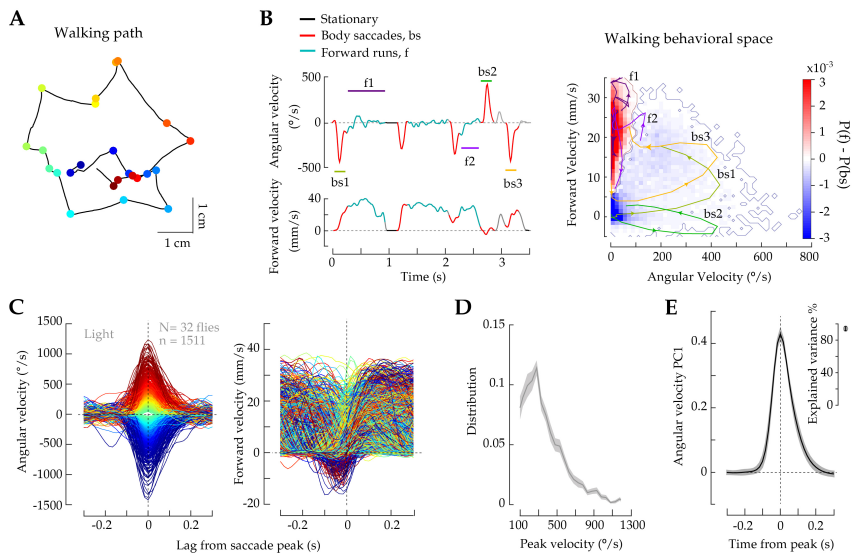 A
Walking path
1 cm
1 cm
B
Stationary
Body saccades, bs
Forward runs, f
Angular velocity
(°/s)
500
0
-500
f1
bs2
f2
bs1
bs3
Forward velocity
(mm/s)
40
0
0
1
2
3
Time (s)
Walking behavioral space
Forward Velocity (mm/s)
30
20
10
0
f1
f2
bs3
bs1
bs2
0
200
400
600
800
Angular Velocity (°/s)
x10⁻³
3
2
1
0
-1
-2
-3
P(f) - P(bs)
C
Light
N= 32 flies
n = 1511
Angular velocity (°/s)
1500
1000
500
0
-500
-1000
-1500
-0.2
0
0.2
Forward velocity (mm/s)
40
20
0
-20
-0.2
0
0.2
Lag from saccade peak (s)
D
Distribution
0.15
0.1
0.05
0
100
500
900
1300
Peak velocity (°/s)
E
Angular velocity PC1
0.4
0.2
0
-0.2
0
0.2
Time from peak (s)
Explained variance %
100
80
60
40
20
0